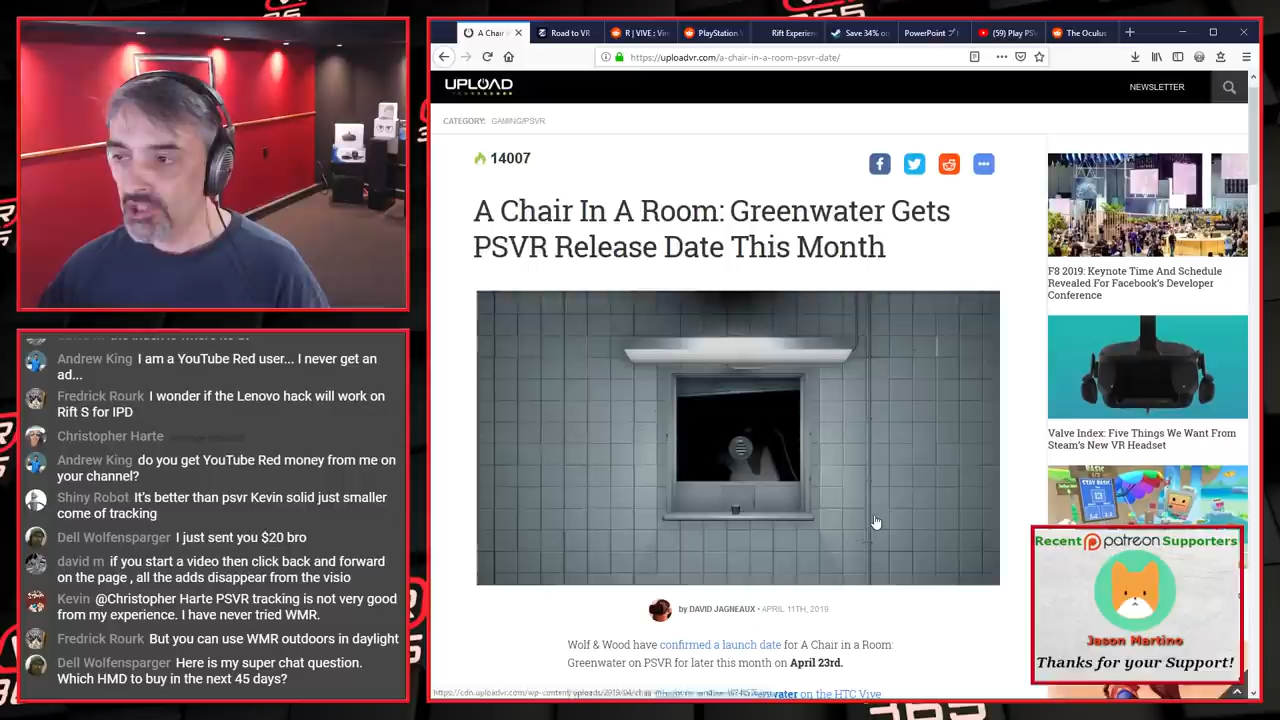 A Chair
Road to VR
R | VIVE : Viv
PlayStation V
Rift Experien
Save 34% on
PowerPoint プ
(59) Play PSV
The Oculus
https://uploadvr.com/a-chair-in-a-room-psvr-date/
UPLOAD
NEWSLETTER
CATEGORY: GAMING/PSVR
14007
A Chair In A Room: Greenwater Gets
PSVR Release Date This Month
by DAVID JAGNEAUX • APRIL 11TH, 2019
Wolf & Wood have confirmed a launch date for A Chair in a Room:
Greenwater on PSVR for later this month on April 23rd.
Greenwater on the HTC Vive
F8 2019: Keynote Time And Schedule
Revealed For Facebook's Developer
Conference
Valve Index: Five Things We Want From
Steam's New VR Headset
Recent patreon Supporters
Jason Martino
Thanks for your Support!
Andrew King I am a YouTube Red user... I never get an
ad...
Fredrick Rourk I wonder if the Lenovo hack will work on
Rift S for IPD
Christopher Harte
Andrew King do you get YouTube Red money from me on
your channel?
Shiny Robot It's better than psvr Kevin solid just smaller
come of tracking
Dell Wolfensparger I just sent you $20 bro
david m if you start a video then click back and forward
on the page , all the adds disappear from the visio
Kevin @Christopher Harte PSVR tracking is not very good
from my experience. I have never tried WMR.
Fredrick Rourk But you can use WMR outdoors in daylight
Dell Wolfensparger Here is my super chat question.
Which HMD to buy in the next 45 days?